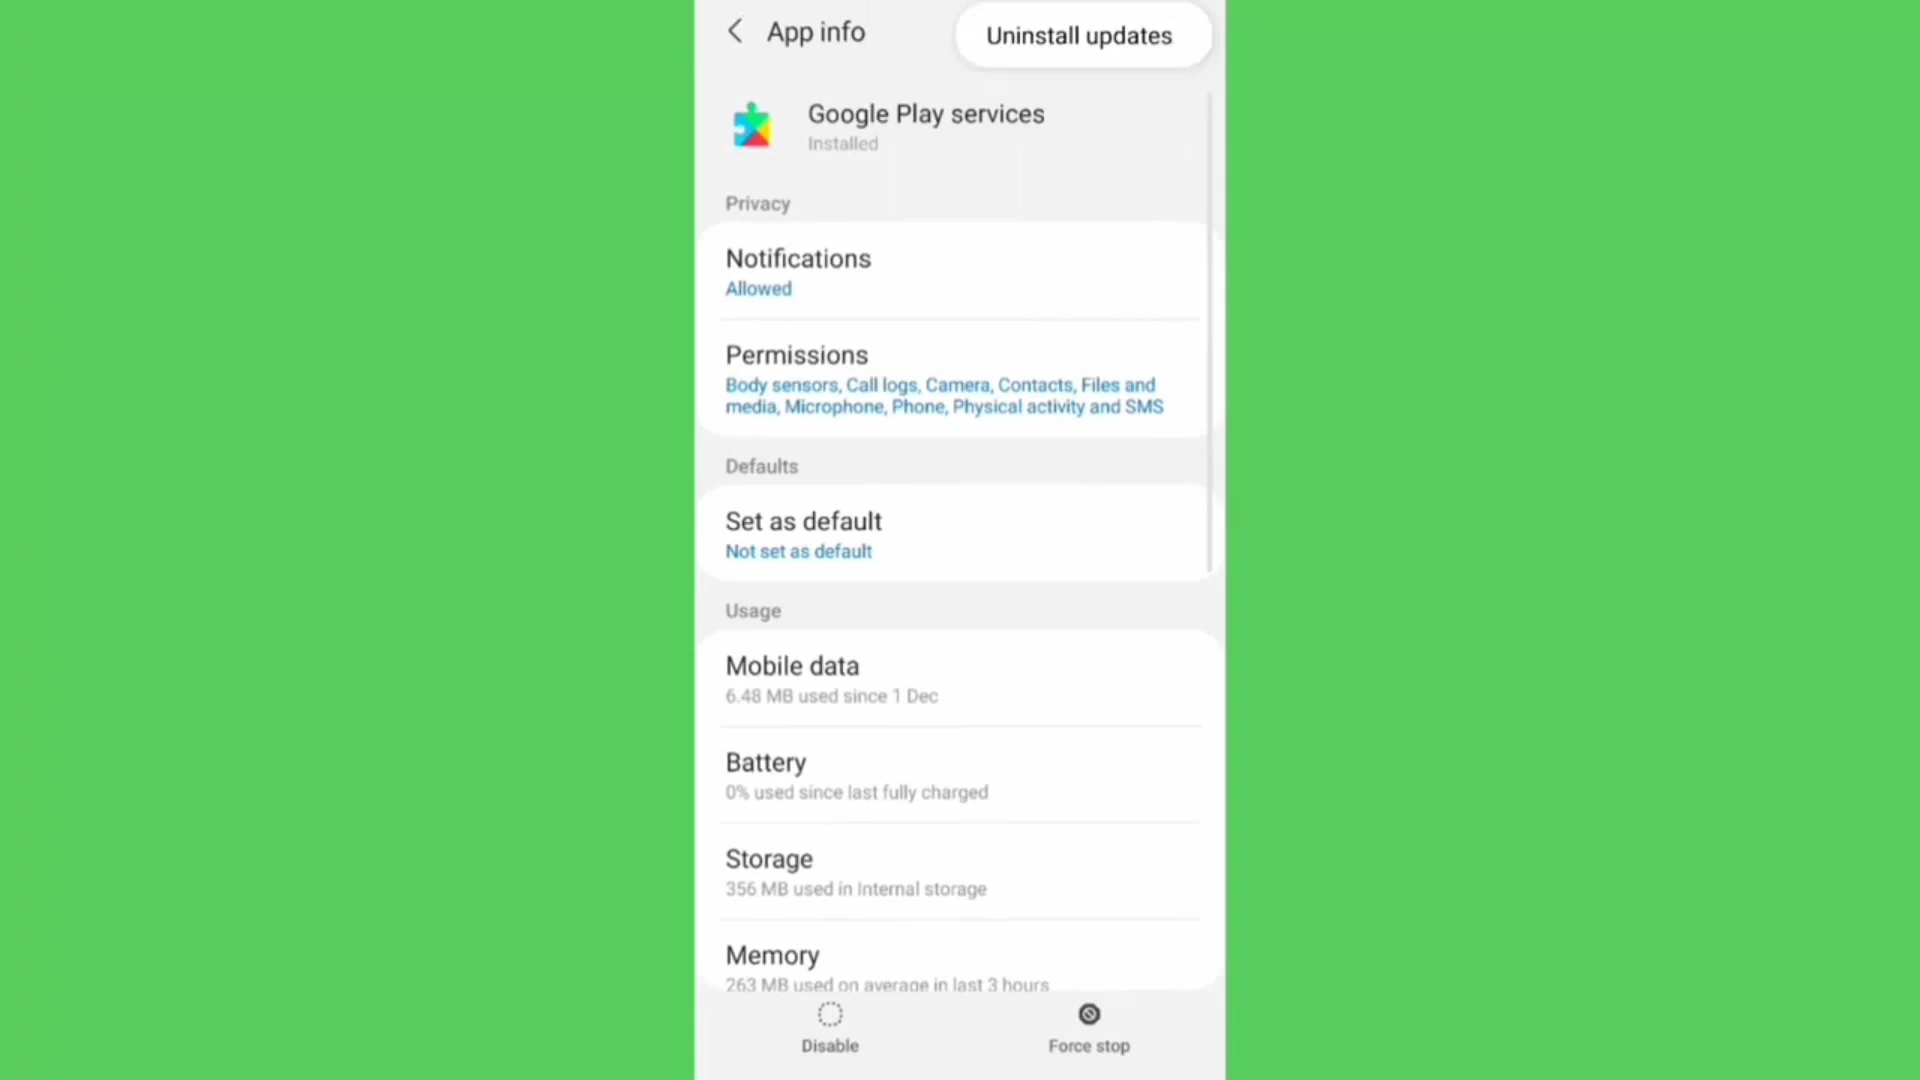 App info
Uninstall updates
Google Play services
Installed
Privacy
Notifications
Allowed
Permissions
Body sensors, Call logs, Camera, Contacts, Files and
media, Microphone, Phone, Physical activity and SMS
Defaults
Set as default
Not set as default
Usage
Mobile data
6.48 MB used since 1 Dec
Battery
0% used since last fully charged
Storage
356 MB used in Internal storage
Memory
263 MB used on average in last 3 hours
Disable
Force stop